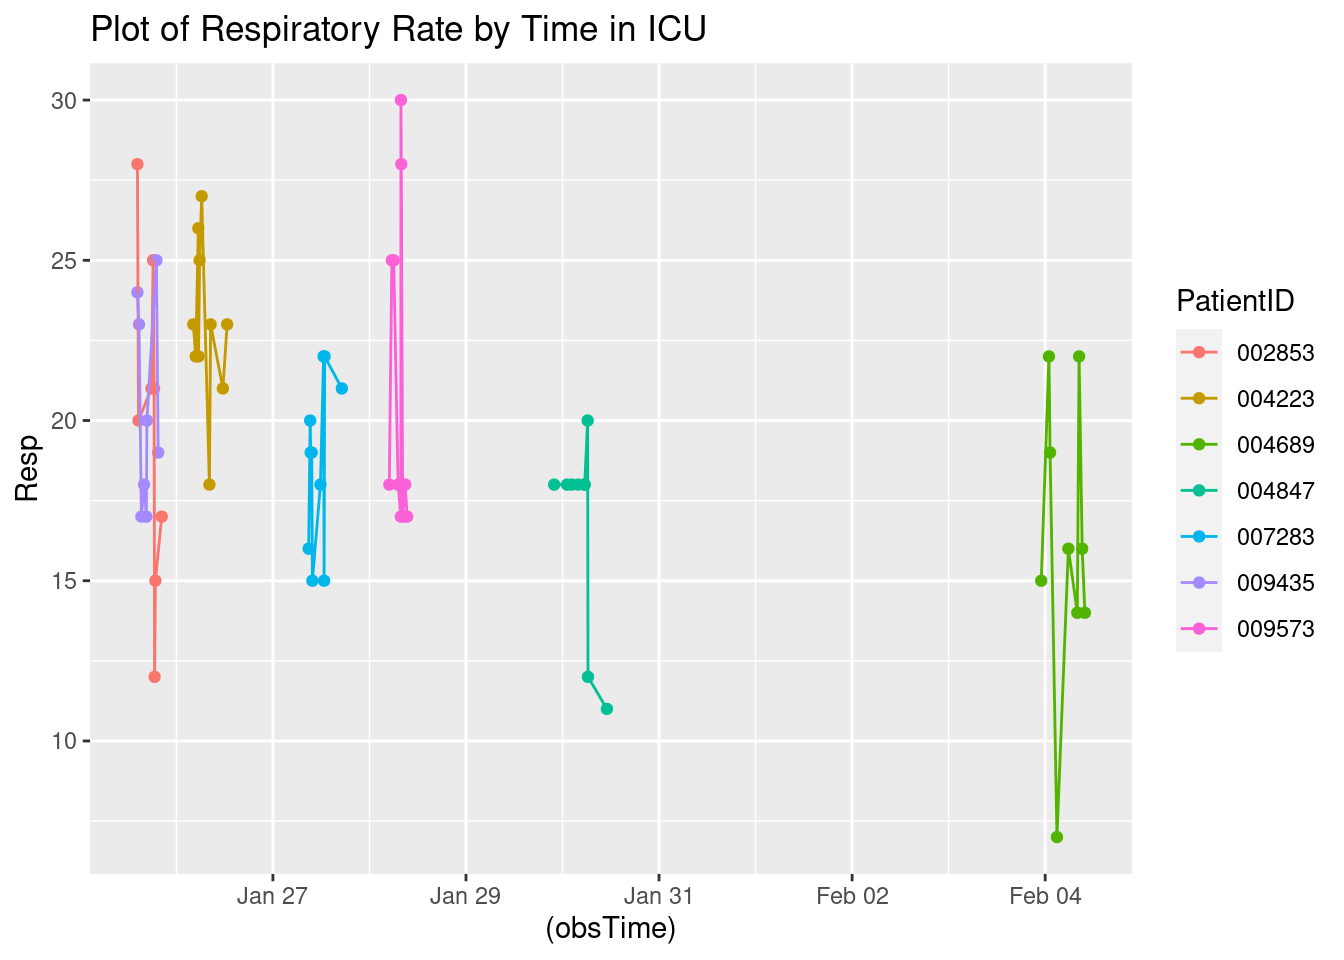 Plot of Respiratory Rate by Time in ICU
30
25
20
15
10
Resp
Jan 27
Jan 29
Jan 31
Feb 02
Feb 04
(obsTime)
PatientID
002853
004223
004689
004847
007283
009435
009573